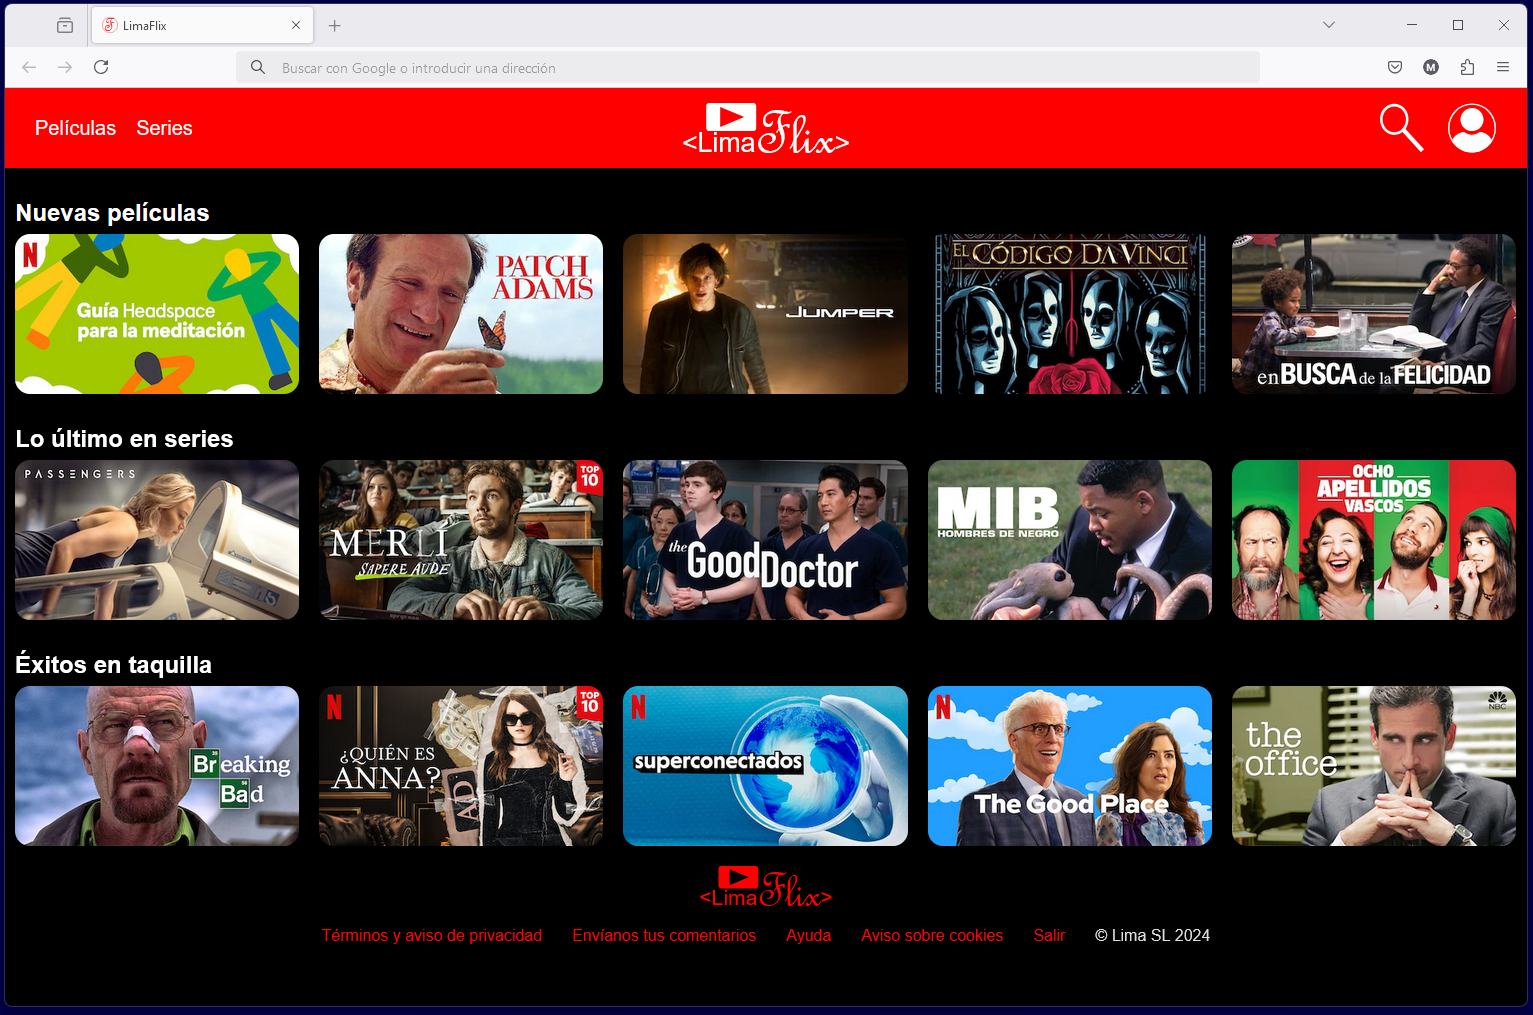 LimaFlix
Buscar con Google o introducir una dirección
M
Películas Series
<LimaFlix>
Nuevas películas
N
Guía Headspace
para la meditación
PATCH
ADAMS
JUMPER
EL CÓDIGO DA VINCI
en BUSCA de la FELICIDAD
Lo último en series
PASSENGERS
TOP
10
MERLÍ
SAPERE AUDE
the GOOD DOCTOR
MIB
HOMBRES DE NEGRO
OCHO
APELLIDOS
VASCOS
Éxitos en taquilla
35
Breaking
56
Bad
N
TOP
10
¿QUIÉN ES
ANNA?
N
superconectados
N
The Good Place
NBC
the
office
<LimaFlix>
Términos y aviso de privacidad Envíanos tus comentarios Ayuda Aviso sobre cookies Salir © Lima SL 2024